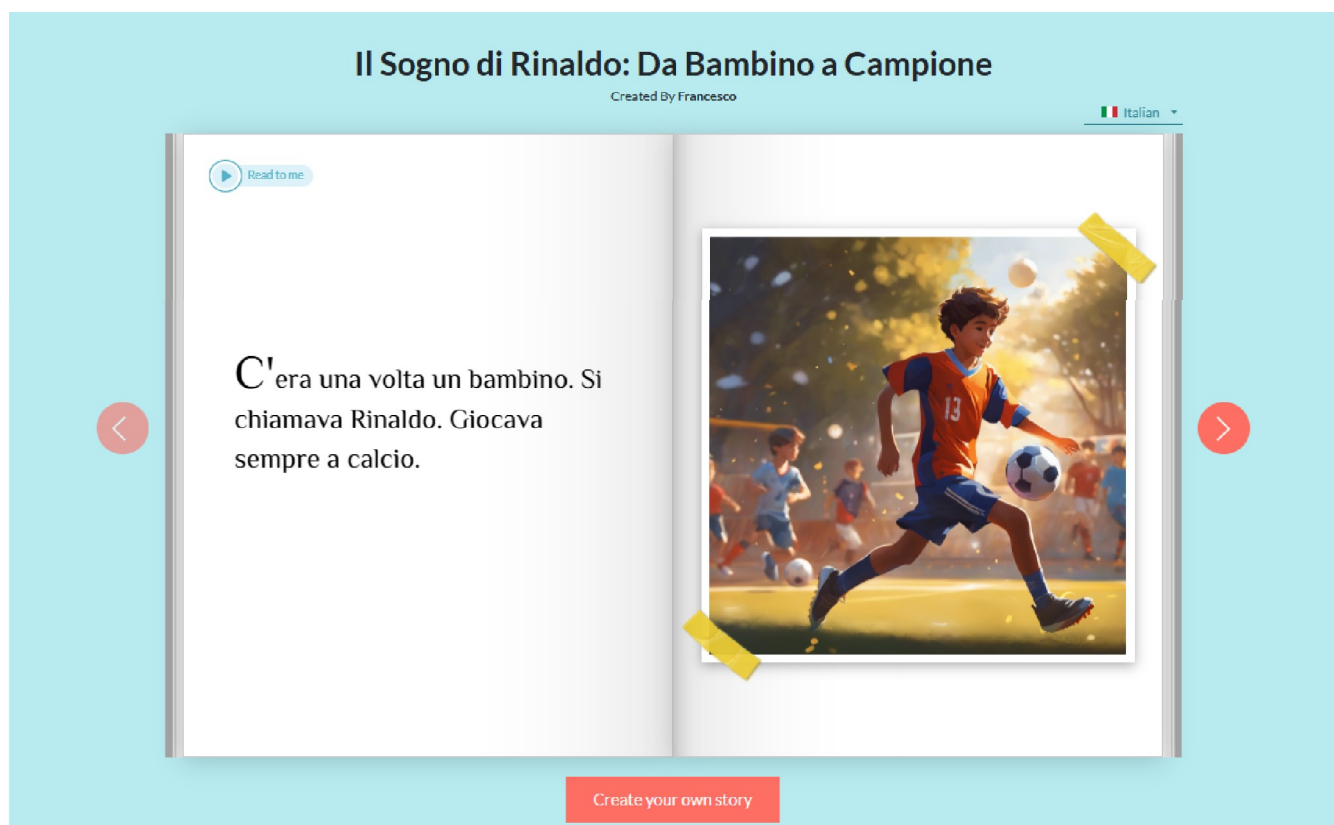 Il Sogno di Rinaldo: Da Bambino a Campione
Created By Francesco
Italian
Read to me
C'era una volta un bambino. Si
chiamava Rinaldo. Giocava
sempre a calcio.
13
Create your own story